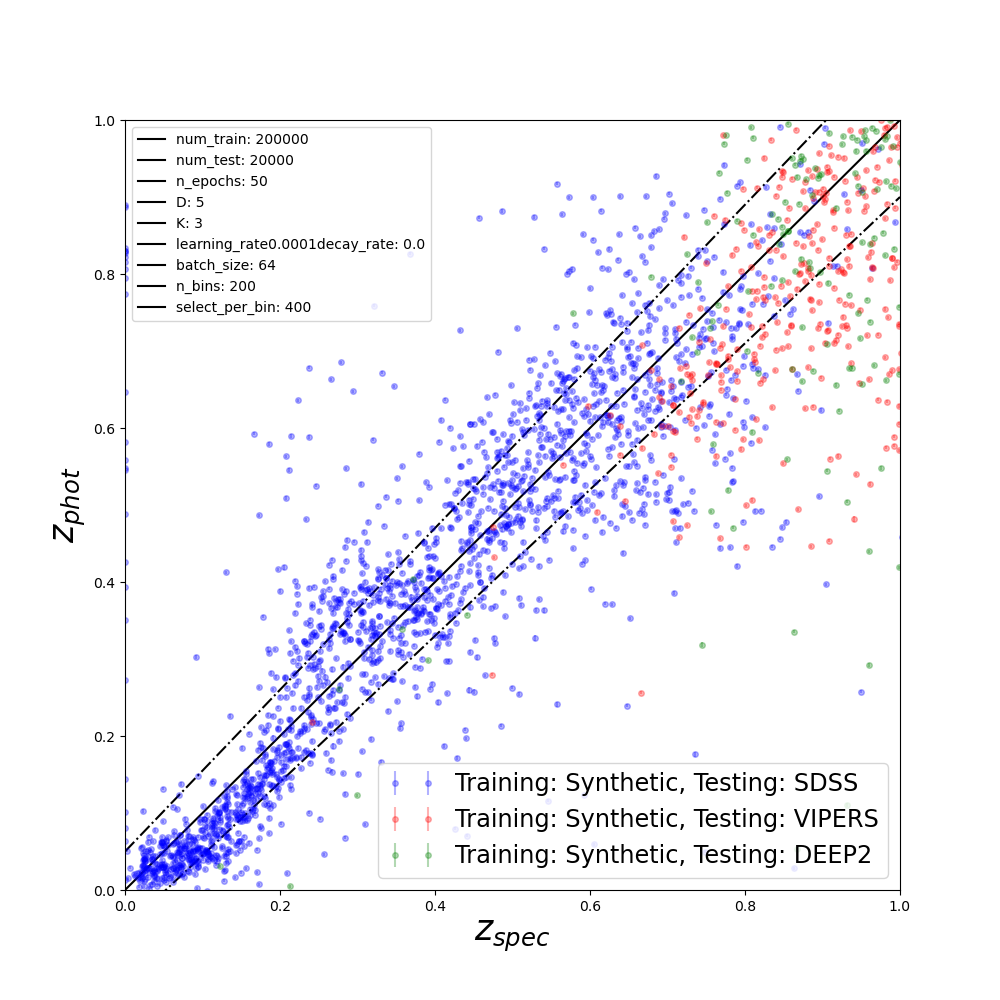 1.0
0.8
0.6
0.4
0.2
0.0
z_phot
num_train: 200000
num_test: 20000
n_epochs: 50
D: 5
K: 3
learning_rate0.0001decay_rate: 0.0
batch_size: 64
n_bins: 200
select_per_bin: 400
Training: Synthetic, Testing: SDSS
Training: Synthetic, Testing: VIPERS
Training: Synthetic, Testing: DEEP2
0.0 0.2 0.4 0.6 0.8 1.0
z_spec